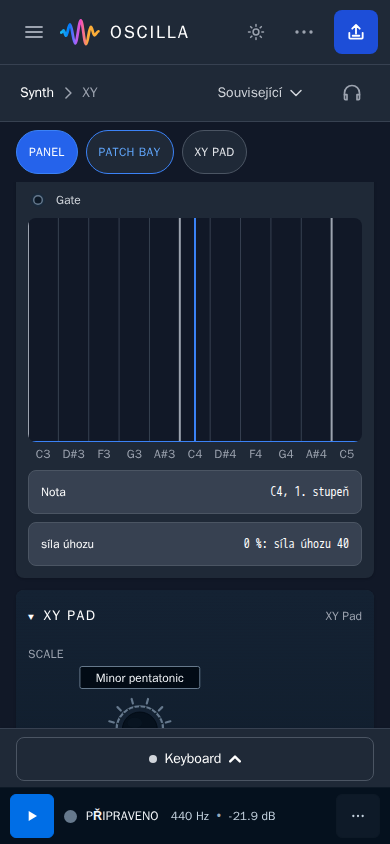 OSCILLA
Synth XY Související
PANEL PATCH BAY XY PAD
Gate
C3 D#3 F3 G3 A#3 C4 D#4 F4 G4 A#4 C5
Nota C4, 1. stupeň
síla úhozu 0 %: síla úhozu 40
XY PAD XY Pad
SCALE
Minor pentatonic
Keyboard
PŘIPRAVENO 440 Hz • -21.9 dB